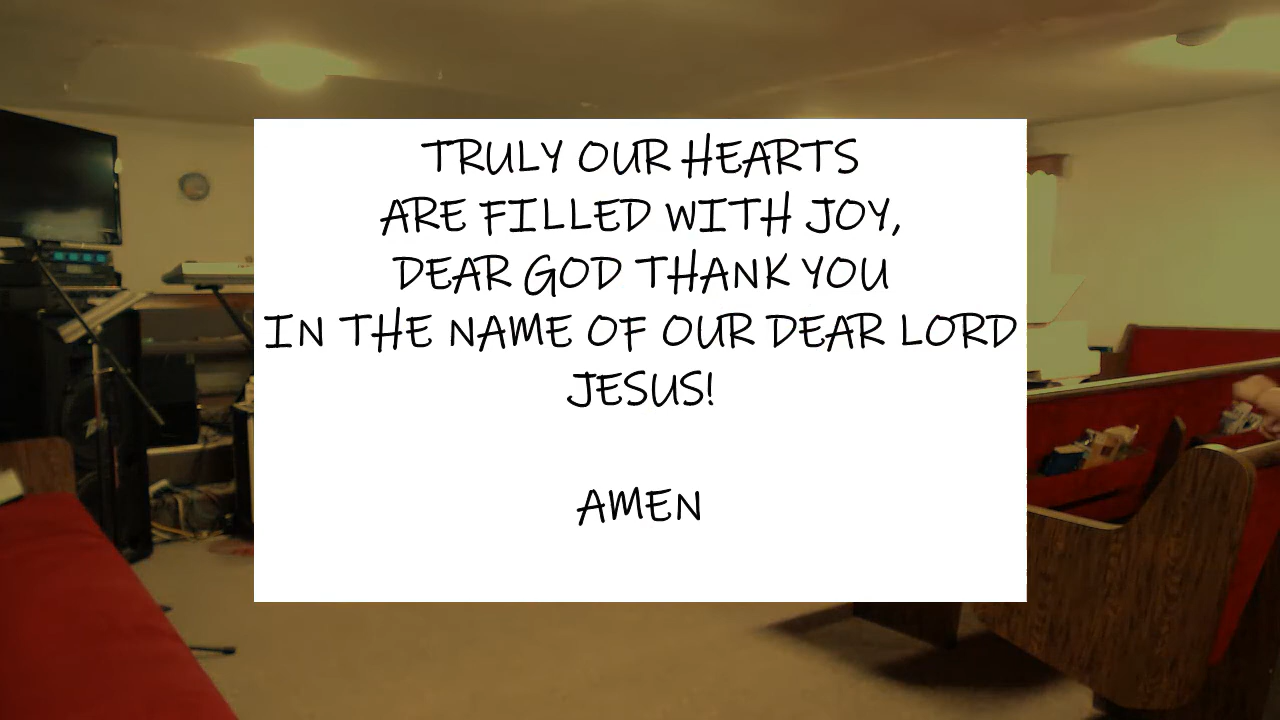 TRULY OUR HEARTS
ARE FILLED WITH JOY,
DEAR GOD THANK YOU
IN THE NAME OF OUR DEAR LORD
JESUS!
AMEN